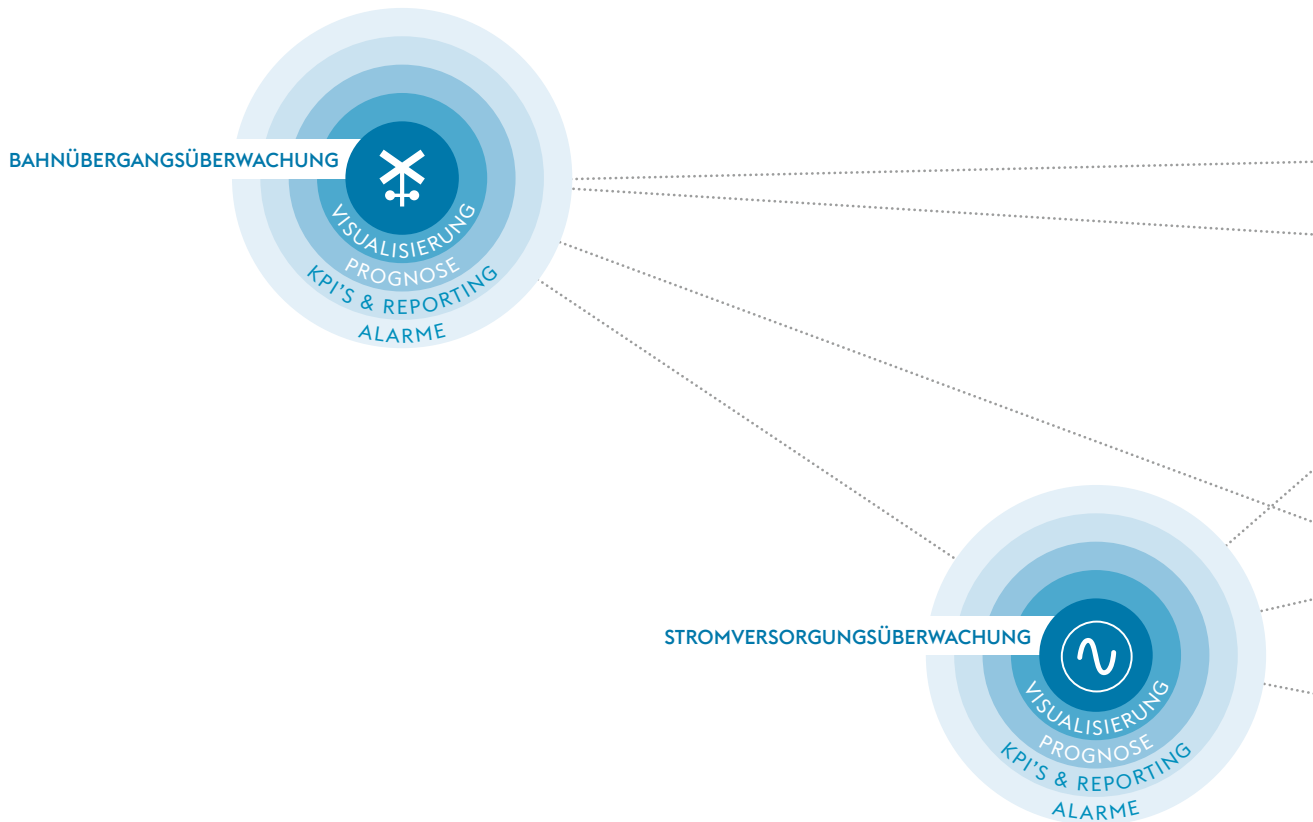 BAHNÜBERGANGSÜBERWACHUNG
VISUALISIERUNG
PROGNOSE
KPI'S & REPORTING
ALARME
STROMVERSORGUNGSÜBERWACHUNG
VISUALISIERUNG
PROGNOSE
KPI'S & REPORTING
ALARME